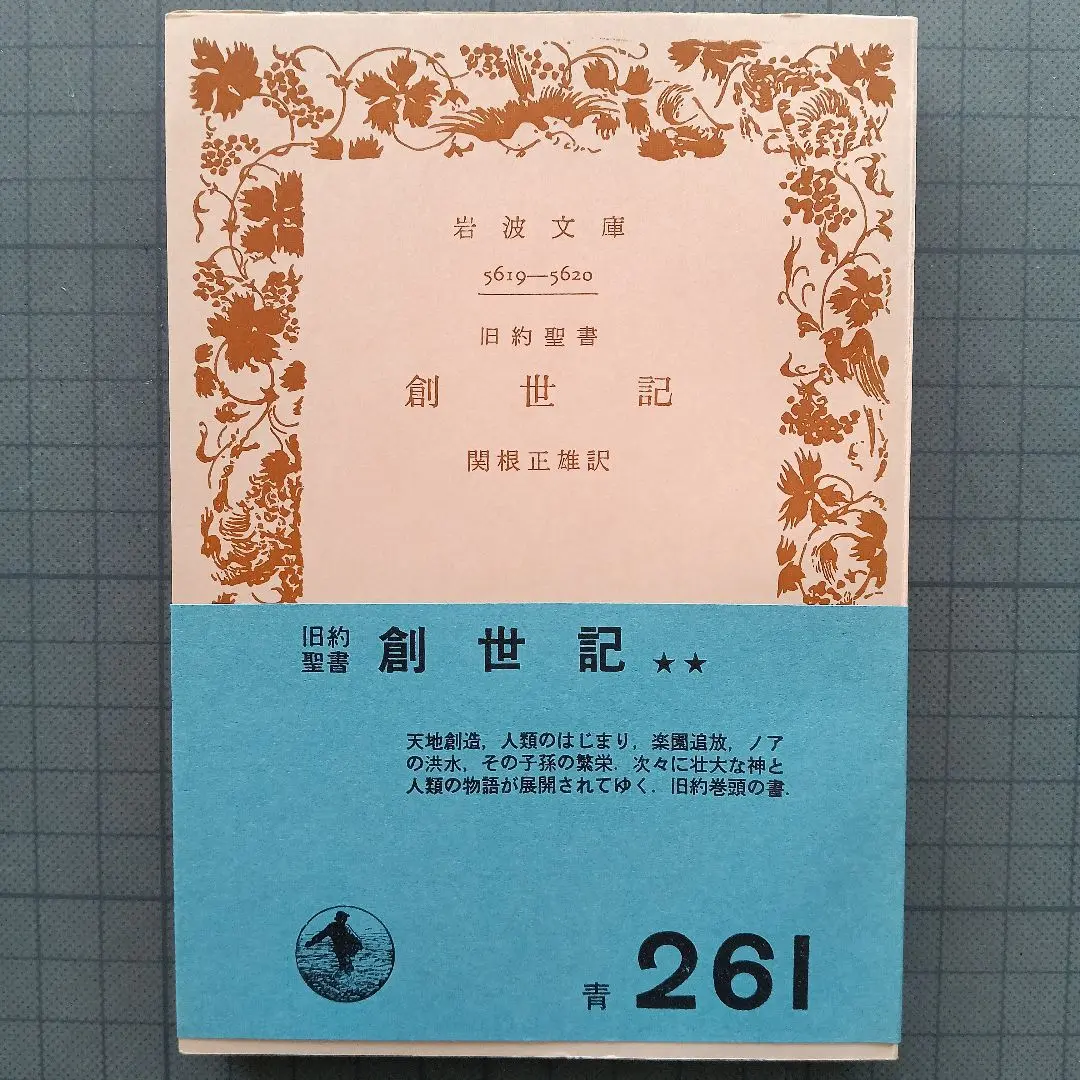 岩波文庫
5619—5620
旧約聖書
創世記
関根正雄訳
旧約
聖書 創世記 ★★
天地創造, 人類のはじまり, 楽園追放, ノア
の洪水, その子孫の繁栄. 次々に壮大な神と
人類の物語が展開されてゆく. 旧約巻頭の書.
青 261